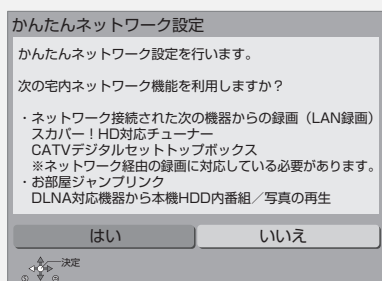 かんたんネットワーク設定
かんたんネットワーク設定を行います。
次の宅内ネットワーク機能を利用しますか？
・ネットワーク接続された次の機器からの録画（LAN録画）
スカパー！HD対応チューナー
CATVデジタルセットトップボックス
※ネットワーク経由の録画に対応している必要があります。
・お部屋ジャンプリンク
DLNA対応機器から本機HDD内番組／写真の再生
はい
いいえ
決定